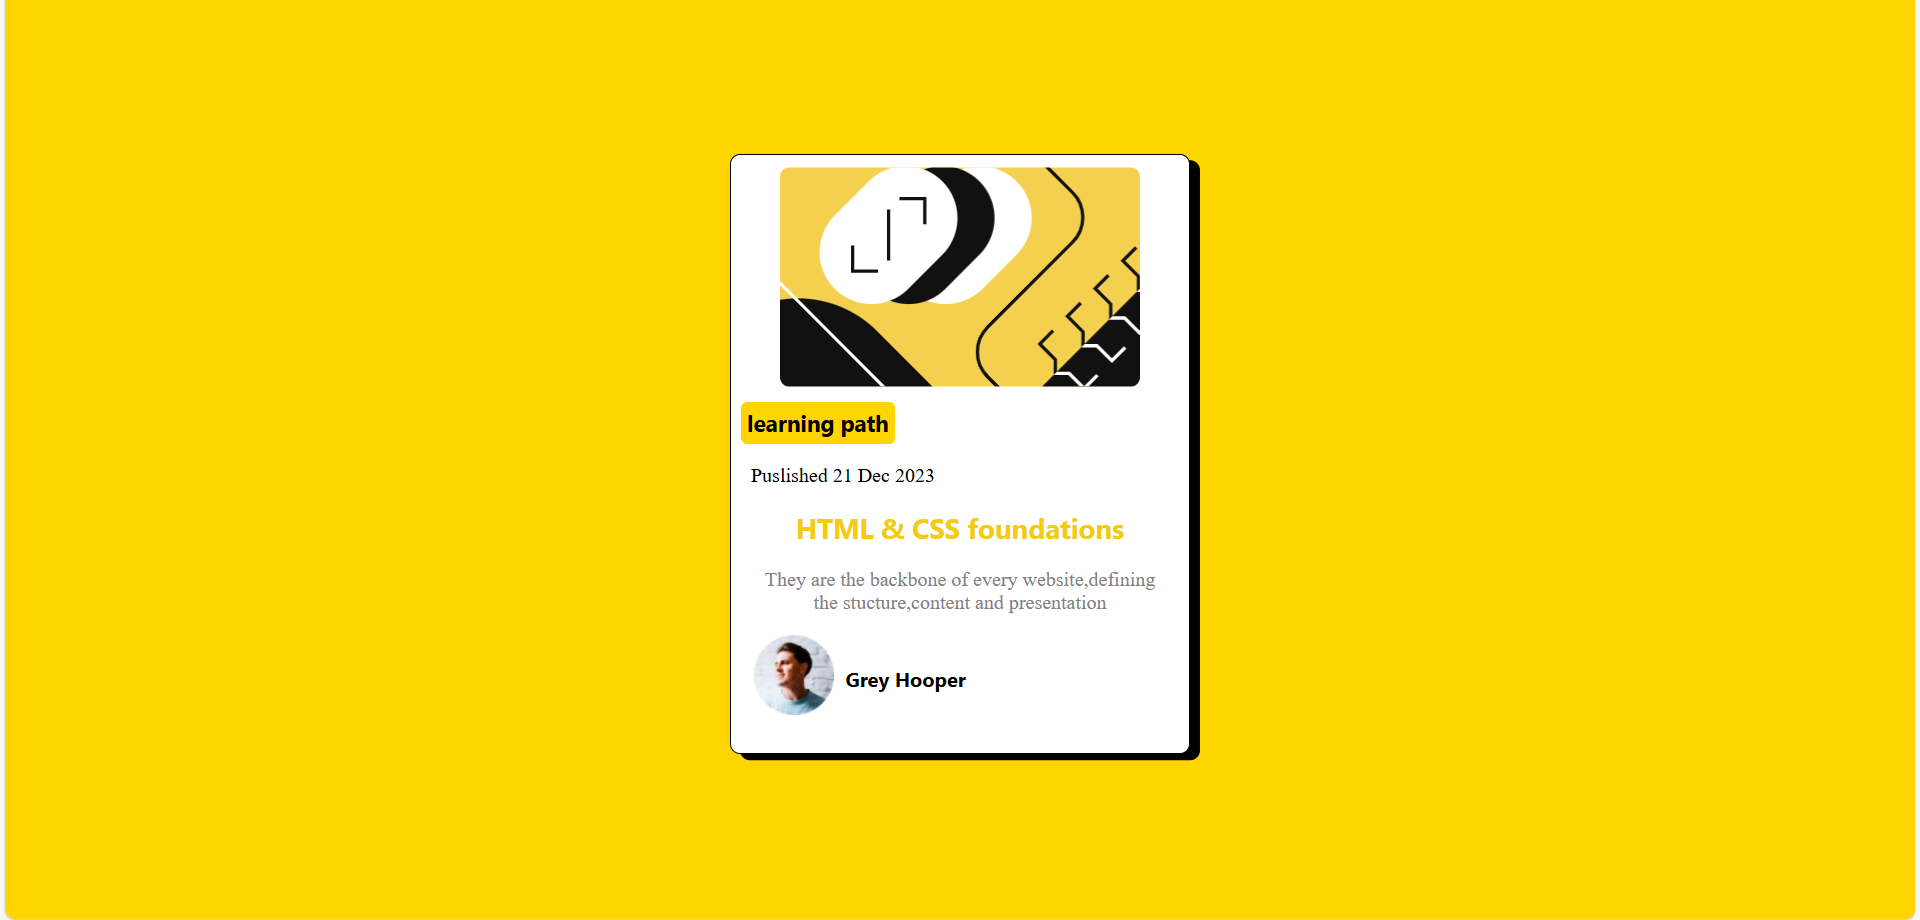 learning path
Puslished 21 Dec 2023
HTML & CSS foundations
They are the backbone of every website,defining
the stucture,content and presentation
Grey Hooper